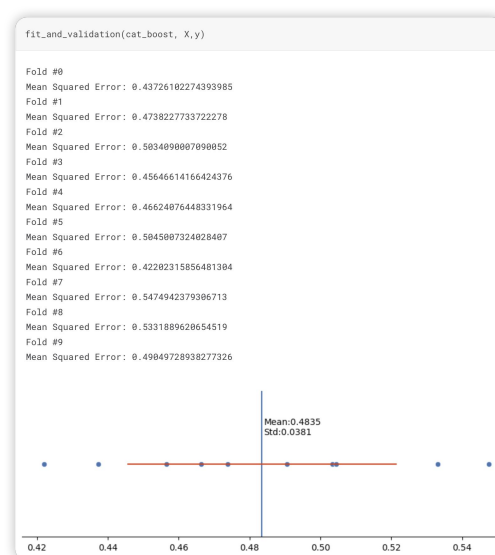 fit_and_validation(cat_boost, X,y)
Fold #0
Mean Squared Error: 0.43726102274393985
Fold #1
Mean Squared Error: 0.4738227733722278
Fold #2
Mean Squared Error: 0.5034090007090052
Fold #3
Mean Squared Error: 0.45646614166424376
Fold #4
Mean Squared Error: 0.46624076448331964
Fold #5
Mean Squared Error: 0.5045007324028407
Fold #6
Mean Squared Error: 0.42202315856481304
Fold #7
Mean Squared Error: 0.5474942379306713
Fold #8
Mean Squared Error: 0.5331889620654519
Fold #9
Mean Squared Error: 0.49049728938277326
Mean:0.4835
Std:0.0381
0.42 0.44 0.46 0.48 0.50 0.52 0.54